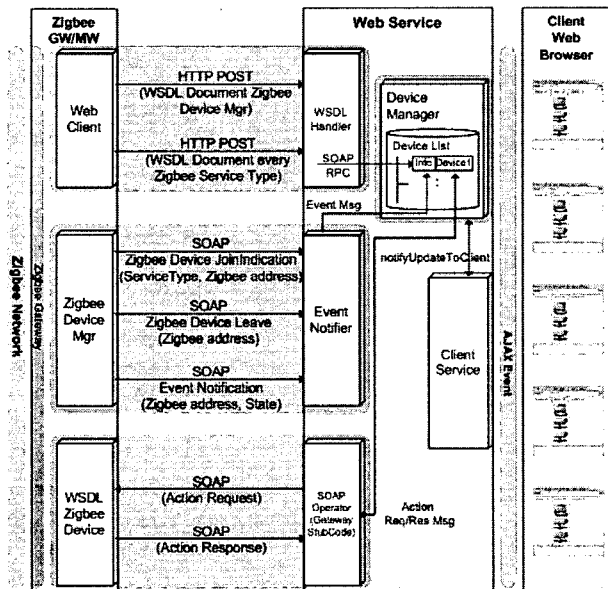 Zigbee
GW/MW
Web Service
Client
Web
Browser
Zigbee Network
Zigbee Gateway
Web
Client
HTTP POST
(WSDL Document Zigbee
Device Mgr)
HTTP POST
(WSDL Document every
Zigbee Service Type)
WSDL
Handler
Device
Manager
Device List
Info
Device1
SOAP
RPC
Event Msg
Zigbee
Device
Mgr
SOAP
Zigbee Device JoinIndication
(ServiceType, Zigbee address)
SOAP
Zigbee Device Leave
(Zigbee address)
SOAP
Event Notification
(Zigbee address, State)
Event
Notifier
notifyUpdateToClient
Client
Service
AJAX Event
WSDL
Zigbee
Device
SOAP
(Action Request)
SOAP
(Action Response)
SOAP
Operator
(Gateway
StubCode)
Action
Req/Res Msg